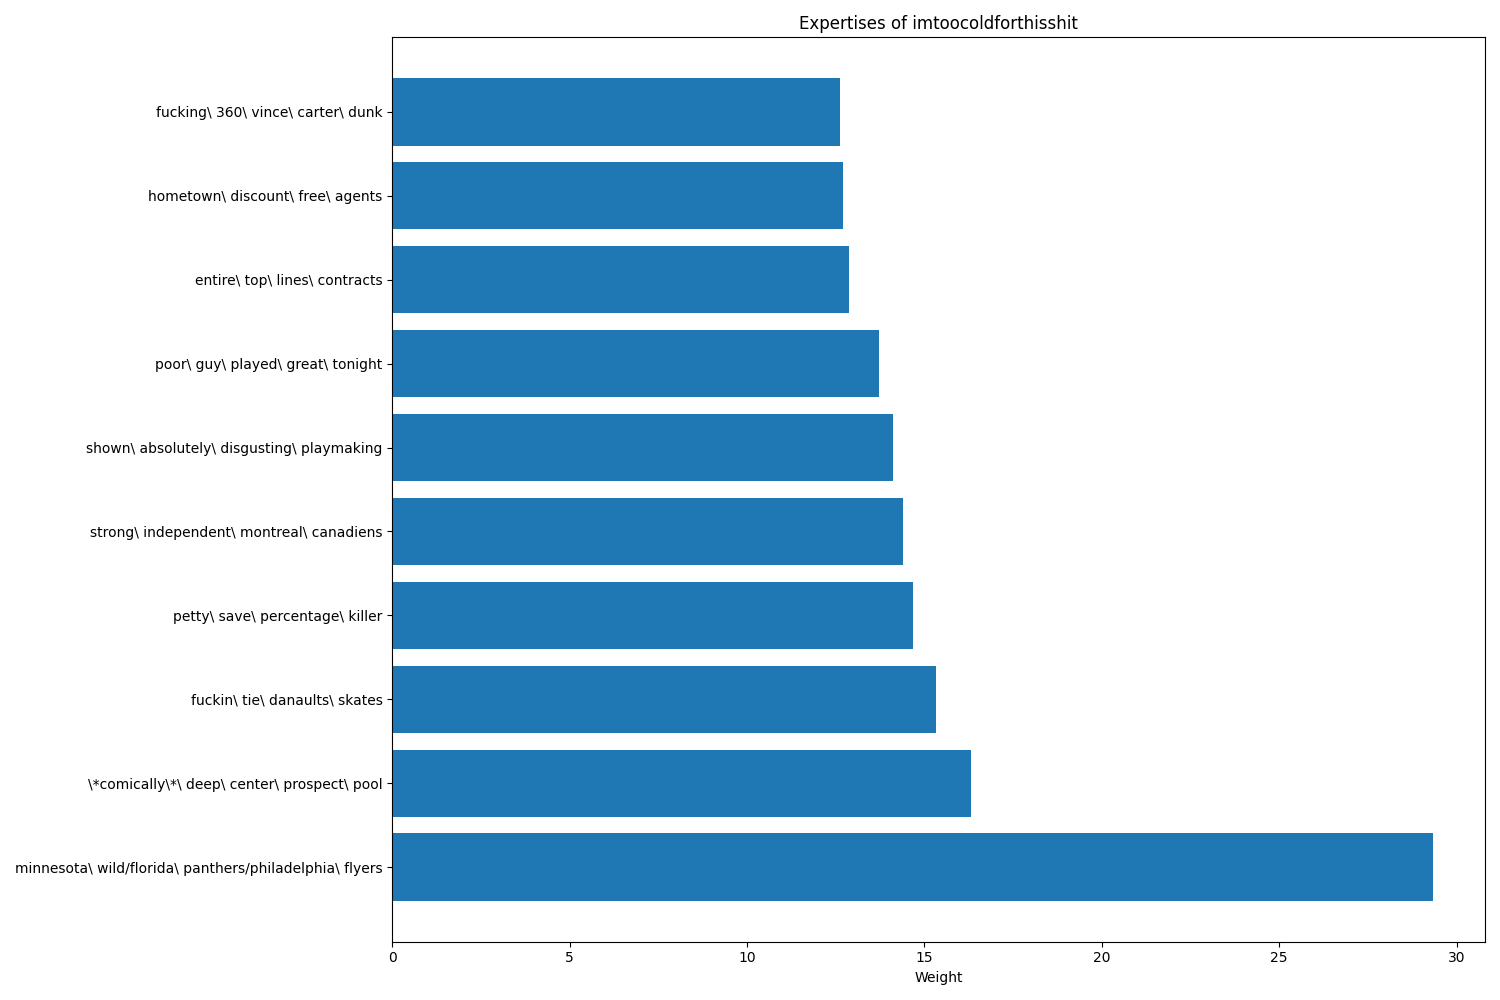 Expertises of imtoocoldforthisshit
fucking\ 360\ vince\ carter\ dunk
hometown\ discount\ free\ agents
entire\ top\ lines\ contracts
poor\ guy\ played\ great\ tonight
shown\ absolutely\ disgusting\ playmaking
strong\ independent\ montreal\ canadiens
petty\ save\ percentage\ killer
fuckin\ tie\ danaults\ skates
\*comically\*\ deep\ center\ prospect\ pool
minnesota\ wild/florida\ panthers/philadelphia\ flyers
0 5 10 15 20 25 30
Weight